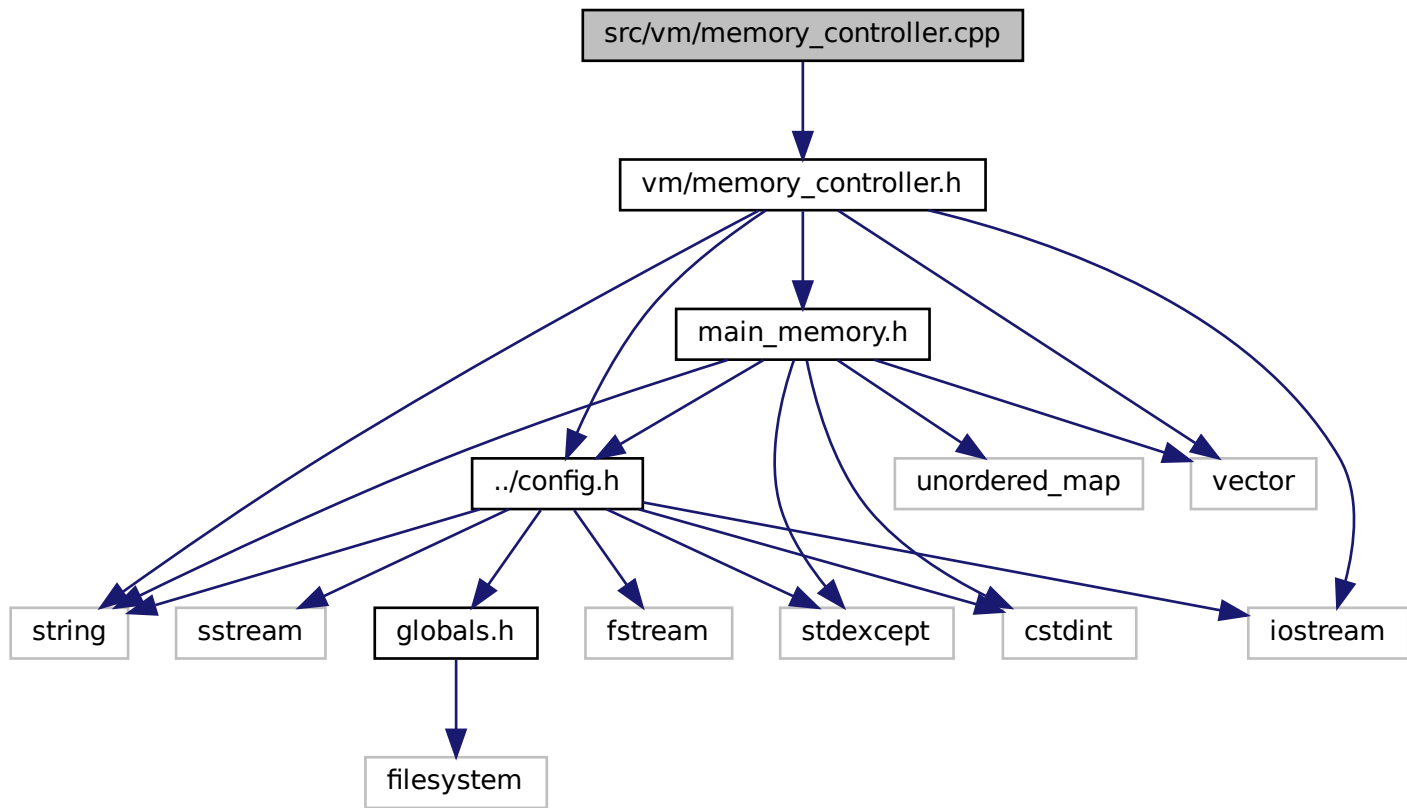 src/vm/memory_controller.cpp
vm/memory_controller.h
main_memory.h
../config.h
unordered_map
vector
string
sstream
globals.h
fstream
stdexcept
cstdint
iostream
filesystem